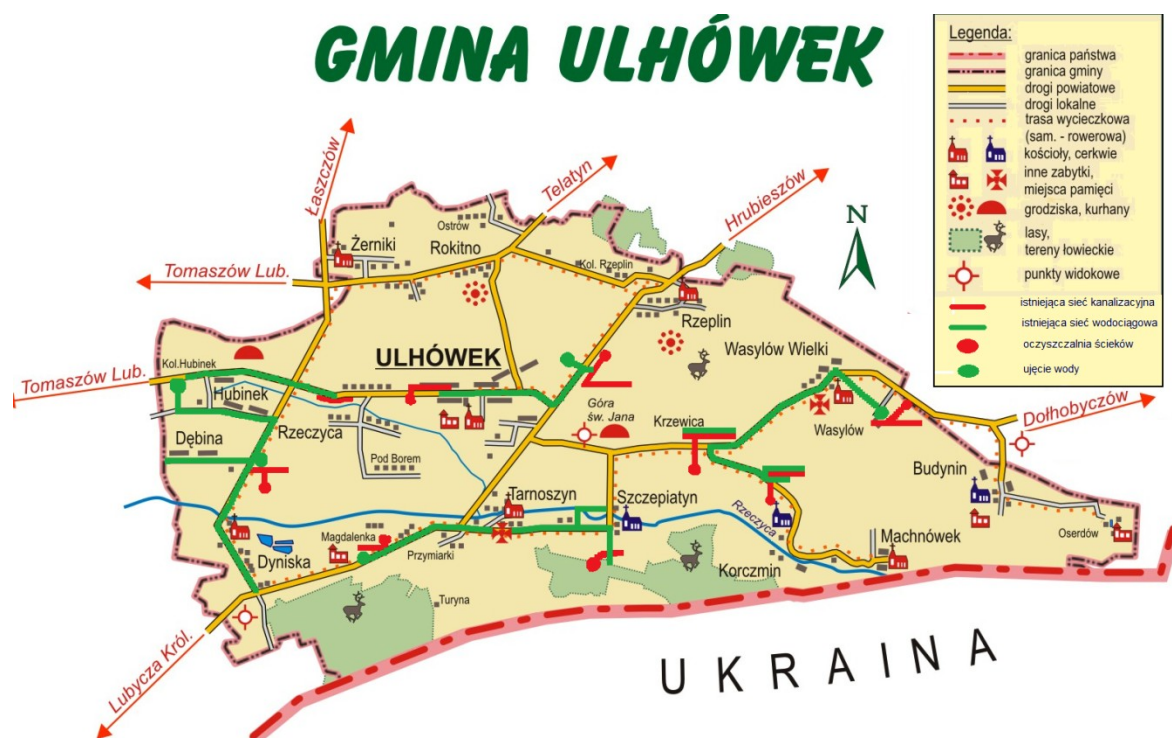 GMINA ULHÓWEK
Legenda:
granica państwa
granica gminy
drogi powiatowe
drogi lokalne
trasa wycieczkowa
(sam. - rowerowa)
kościoły, cerkwie
inne zabytki,
miejsca pamięci
grodziska, kurhany
lasy,
tereny łowieckie
punkty widokowe
istniejąca sieć kanalizacyjna
istniejąca sieć wodociągowa
oczyszczalnia ścieków
ujęcie wody
Łaszczów
Telatyn
Hrubieszów
N
Ostrów
Żerniki
Rokitno
Kol. Rzeplin
Tomaszów Lub.
Rzeplin
Wasylów Wielki
ULHÓWEK
Kol.Hubinek
Tomaszów Lub.
Hubinek
Góra
św. Jana
Krzewica
Dołhobyczów
Wasylów
Dębina
Rzeczyca
Pod Borem
Budynin
Tarnoszyn
Szczepiatyn
Rzeczyca
Oserdów
Magdalenka
Przymiarki
Machnówek
Dyniska
Korczmin
Turyna
Lubycza Król.
UKRAINA